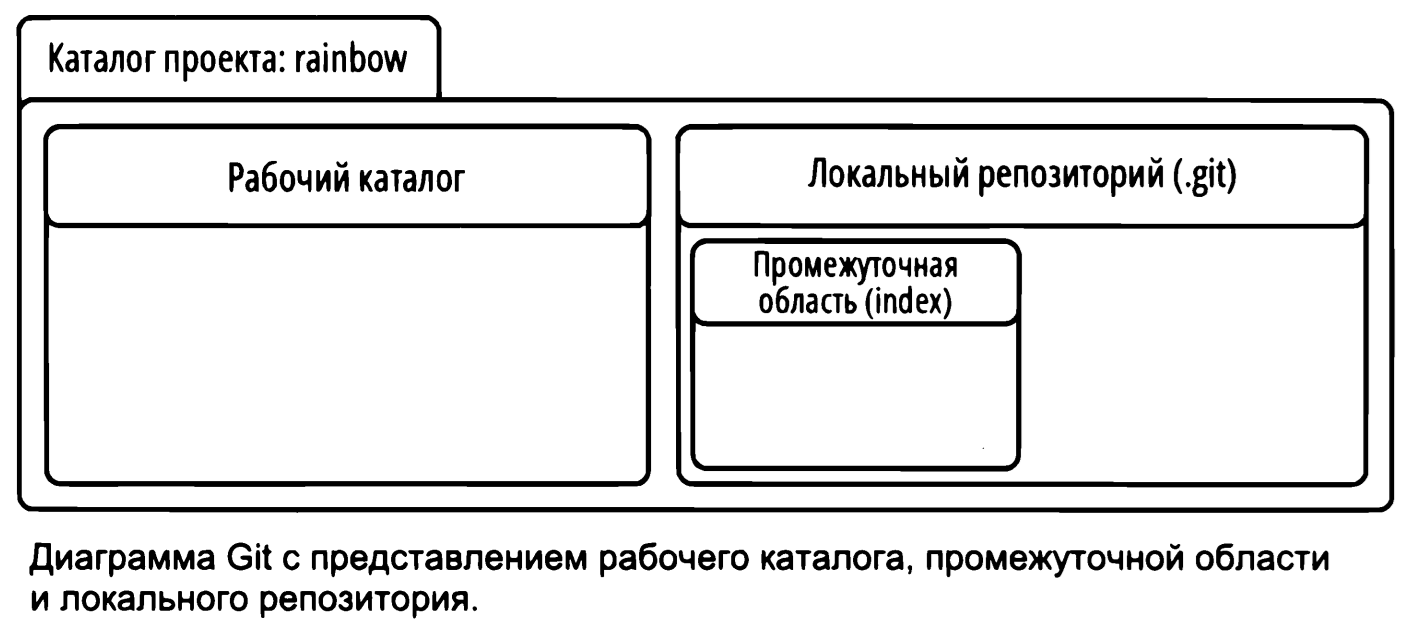 Каталог проекта: rainbow
Рабочий каталог
Локальный репозиторий (.git)
Промежуточная
область (index)
Диаграмма Git с представлением рабочего каталога, промежуточной области
и локального репозитория.